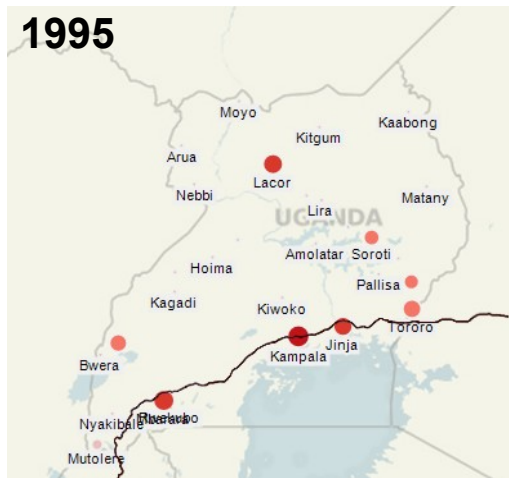 1995
Moyo
Kaabong
Kitgum
Arua
Lacor
Nebbi
Matany
Lira
UGANDA
Amolatar
Soroti
Hoima
Pallisa
Kagadi
Kiwoko
Tororo
Jinja
Kampala
Bwera
Nyakibale
Mutolere